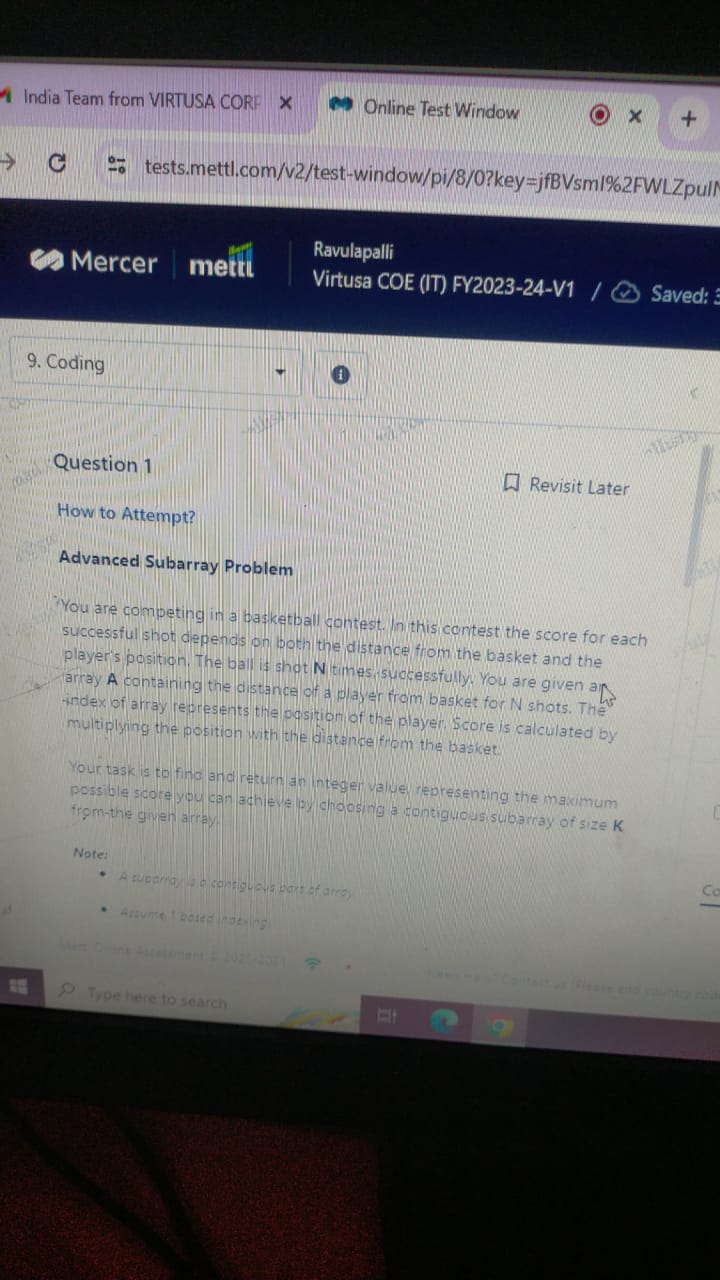 India Team from VIRTUSA CORP
Online Test Window
tests.mettl.com/v2/test-window/pi/8/0?key=jfBVsml%2FWLZpulN
Mercer mettl
Ravulapalli
Virtusa COE (IT) FY2023-24-V1 / Saved: 3
9. Coding
Question 1
Revisit Later
How to Attempt?
Advanced Subarray Problem
You are competing in a basketball contest. In this contest the score for each
successful shot depends on both the distance from the basket and the
player's position. The ball is shot N times, successfully. You are given an
array A containing the distance of a player from basket for N shots. The
index of array represents the position of the player. Score is calculated by
multiplying the position with the distance from the basket.
Your task is to find and return an integer value, representing the maximum
possible score you can achieve by choosing a contiguous subarray of size K
from the given array.
Note:
• A subarray is a contiguous part of array
• Assume 1 based indexing
Co
Online Assessment ©
Need Help? Contact us (Please add country code
Type here to search